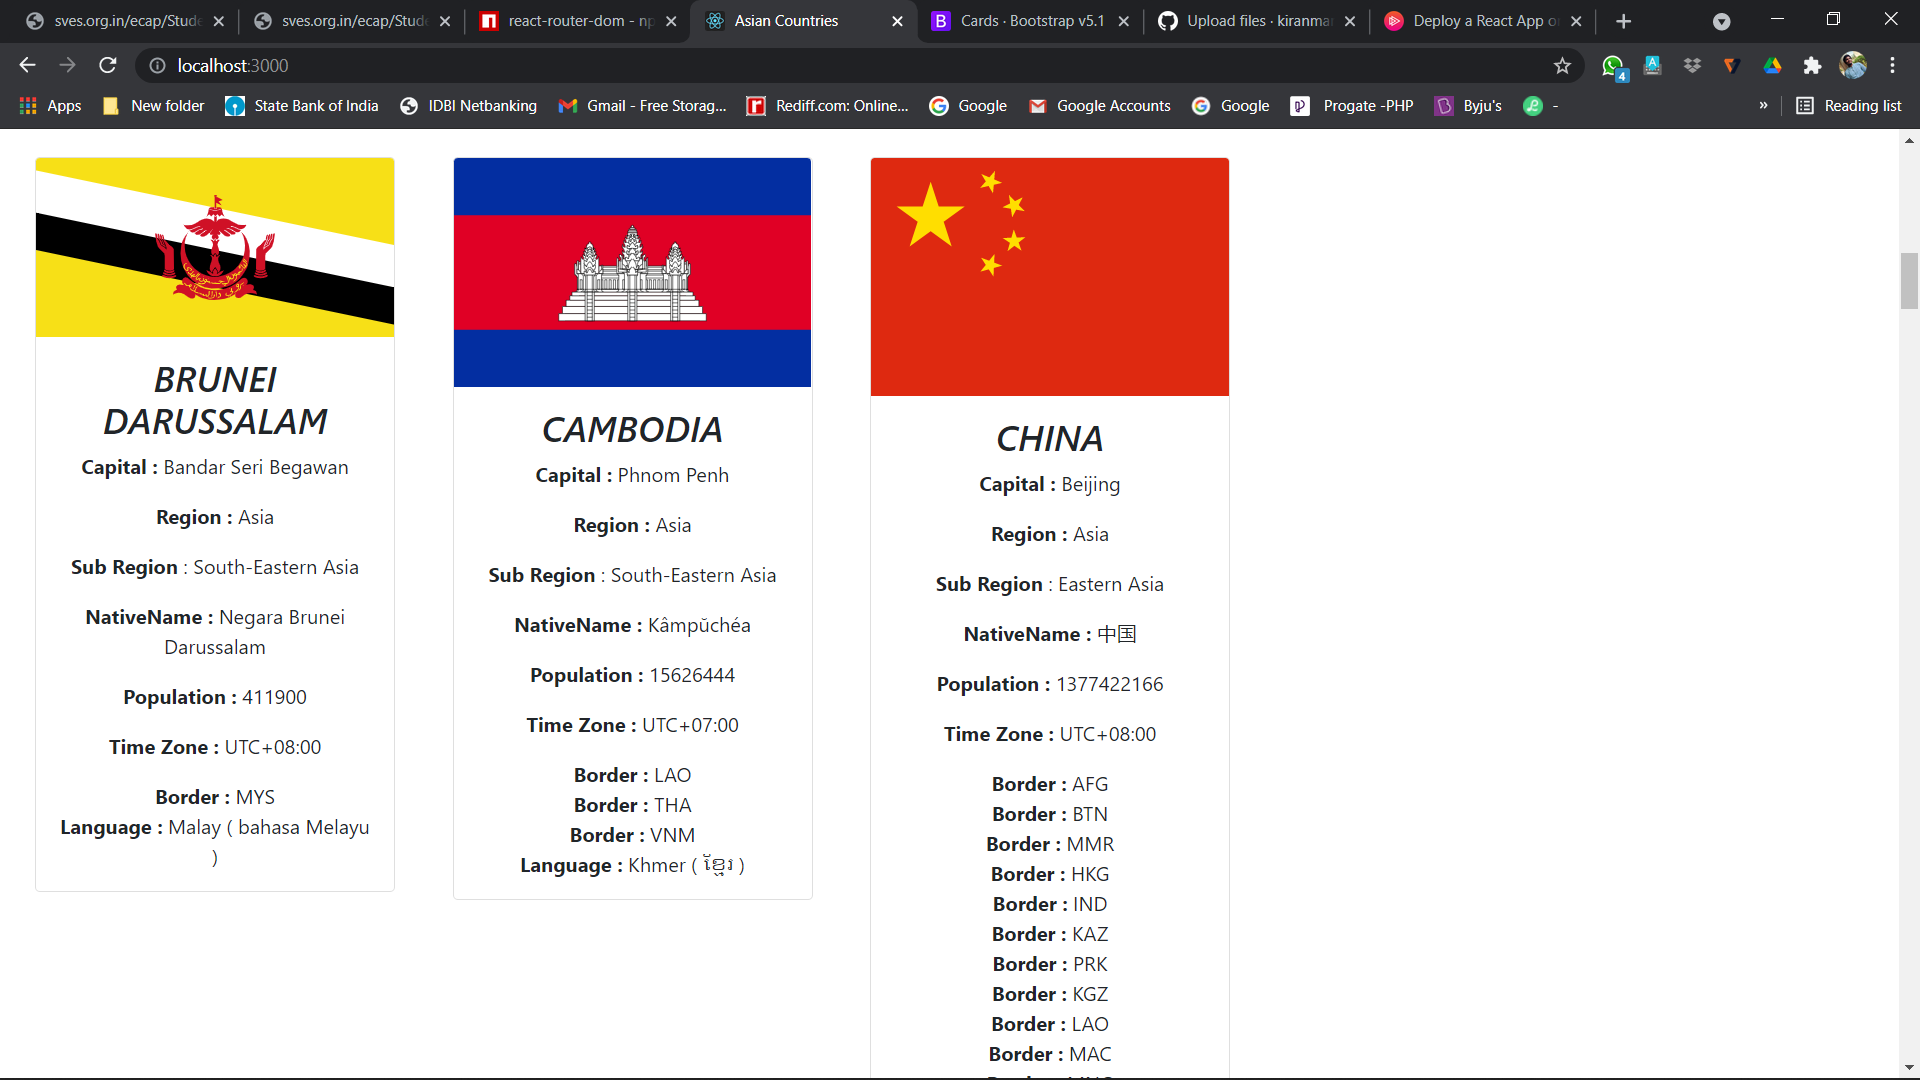 sves.org.in/ecap/Stude
sves.org.in/ecap/Stude
react-router-dom - np
Asian Countries
Cards · Bootstrap v5.1
Upload files · kiranmar
Deploy a React App o
localhost:3000
4
Apps
New folder
State Bank of India
IDBI Netbanking
Gmail - Free Storag...
Rediff.com: Online...
Google
Google Accounts
Google
Progate -PHP
Byju's
-
»
Reading list
BRUNEI
DARUSSALAM
Capital : Bandar Seri Begawan
Region : Asia
Sub Region : South-Eastern Asia
NativeName : Negara Brunei
Darussalam
Population : 411900
Time Zone : UTC+08:00
Border : MYS
Language : Malay ( bahasa Melayu
)
CAMBODIA
Capital : Phnom Penh
Region : Asia
Sub Region : South-Eastern Asia
NativeName : Kâmpŭchéa
Population : 15626444
Time Zone : UTC+07:00
Border : LAO
Border : THA
Border : VNM
Language : Khmer ( ខ្មែរ )
CHINA
Capital : Beijing
Region : Asia
Sub Region : Eastern Asia
NativeName : 中国
Population : 1377422166
Time Zone : UTC+08:00
Border : AFG
Border : BTN
Border : MMR
Border : HKG
Border : IND
Border : KAZ
Border : PRK
Border : KGZ
Border : LAO
Border : MAC